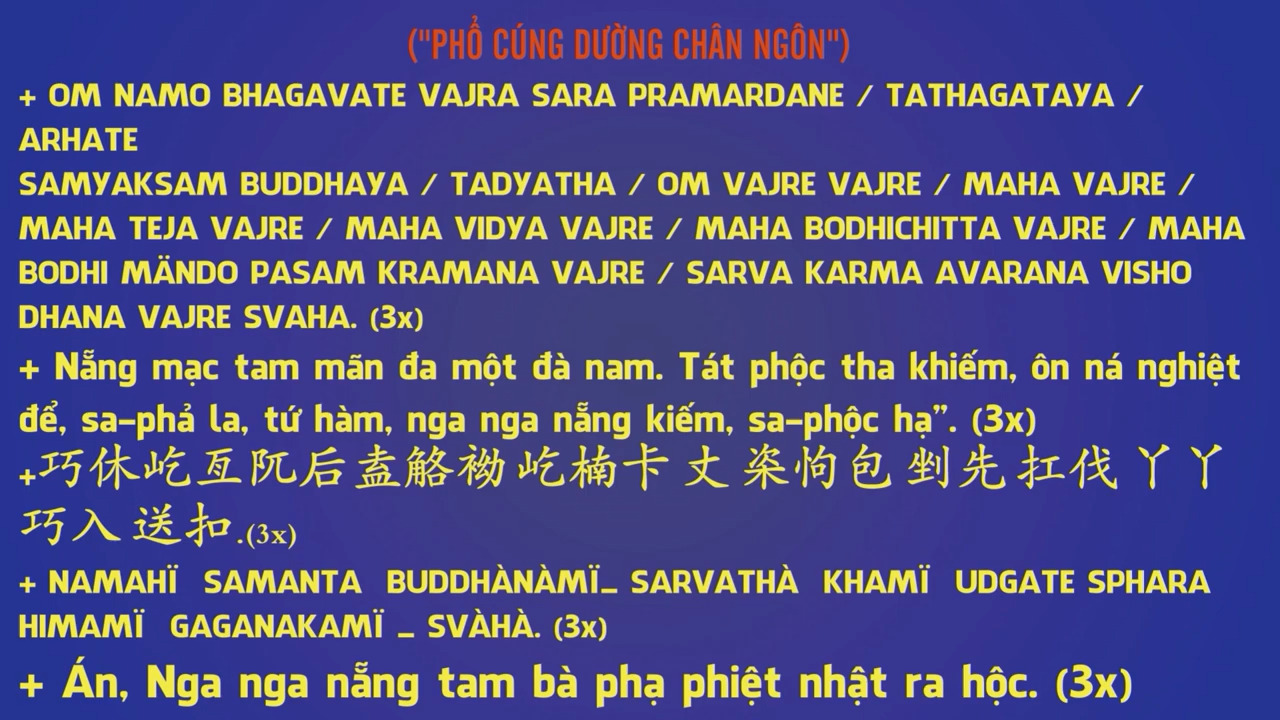 ("PHỔ CÚNG DƯỜNG CHÂN NGÔN")
+ OM NAMO BHAGAVATE VAJRA SARA PRAMARDANE / TATHAGATAYA /
ARHATE
SAMYAKSAM BUDDHAYA / TADYATHA / OM VAJRE VAJRE / MAHA VAJRE /
MAHA TEJA VAJRE / MAHA VIDYA VAJRE / MAHA BODHICHITTA VAJRE / MAHA
BODHI MÄNDO PASAM KRAMANA VAJRE / SARVA KARMA AVARANA VISHO
DHANA VAJRE SVAHA. (3x)
+ Nẵng mạc tam mãn đa một đà nam. Tát phộc tha khiếm, ôn ná nghiệt
để, sa-phả la, tứ hàm, nga nga nẵng kiếm, sa-phộc hạ”. (3x)
+巧休屹亙阢后盍觡袎 屹楠卡 丈 桼怐包 剉先 扛伐 丫丫
巧入 送扣.(3x)
+ NAMAHÏ SAMANTA BUDDHÀNÀMÏ_ SARVATHÀ KHAMÏ UDGATE SPHARA
HIMAMÏ GAGANAKAMÏ _ SVÀHÀ. (3x)
+ Án, Nga nga nẵng tam bà phạ phiệt nhật ra hộc. (3x)